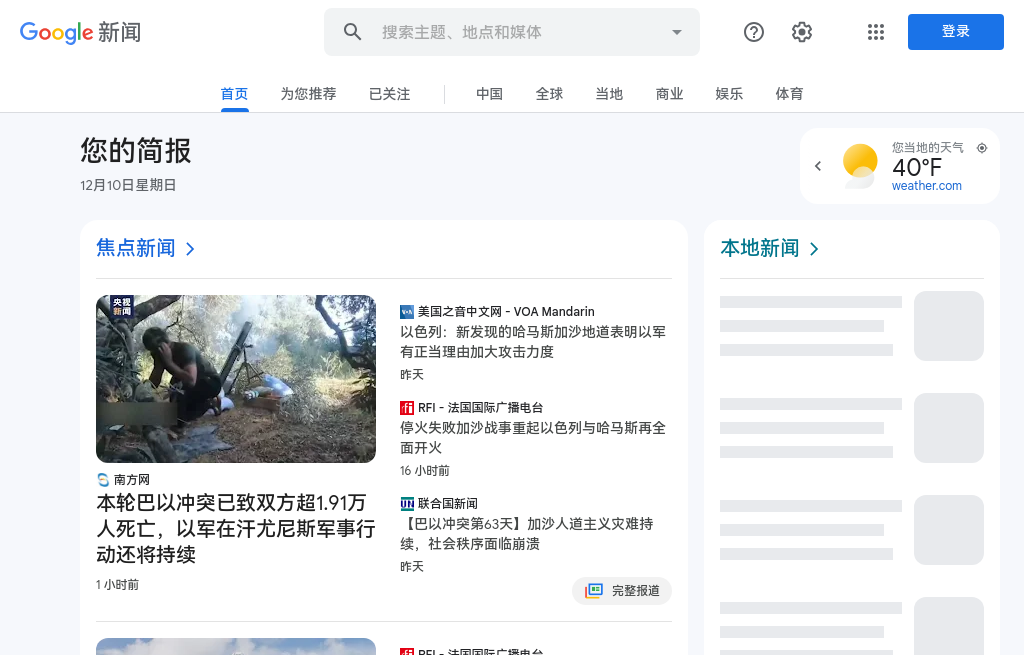 Google 新闻
搜索主题、地点和媒体
登录
首页
为您推荐
已关注
中国
全球
当地
商业
娱乐
体育
您的简报
12月10日星期日
您当地的天气
40°F
weather.com
焦点新闻
央视
新闻
南方网
本轮巴以冲突已致双方超1.91万
人死亡，以军在汗尤尼斯军事行
动还将持续
1 小时前
VOA
美国之音中文网 - VOA Mandarin
以色列：新发现的哈马斯加沙地道表明以军
有正当理由加大攻击力度
昨天
rfi
RFI - 法国国际广播电台
停火失败加沙战事重起以色列与哈马斯再全
面开火
16 小时前
UN
联合国新闻
【巴以冲突第63天】加沙人道主义灾难持
续，社会秩序面临崩溃
昨天
完整报道
rfi
RFI - 法国国际广播电台
本地新闻